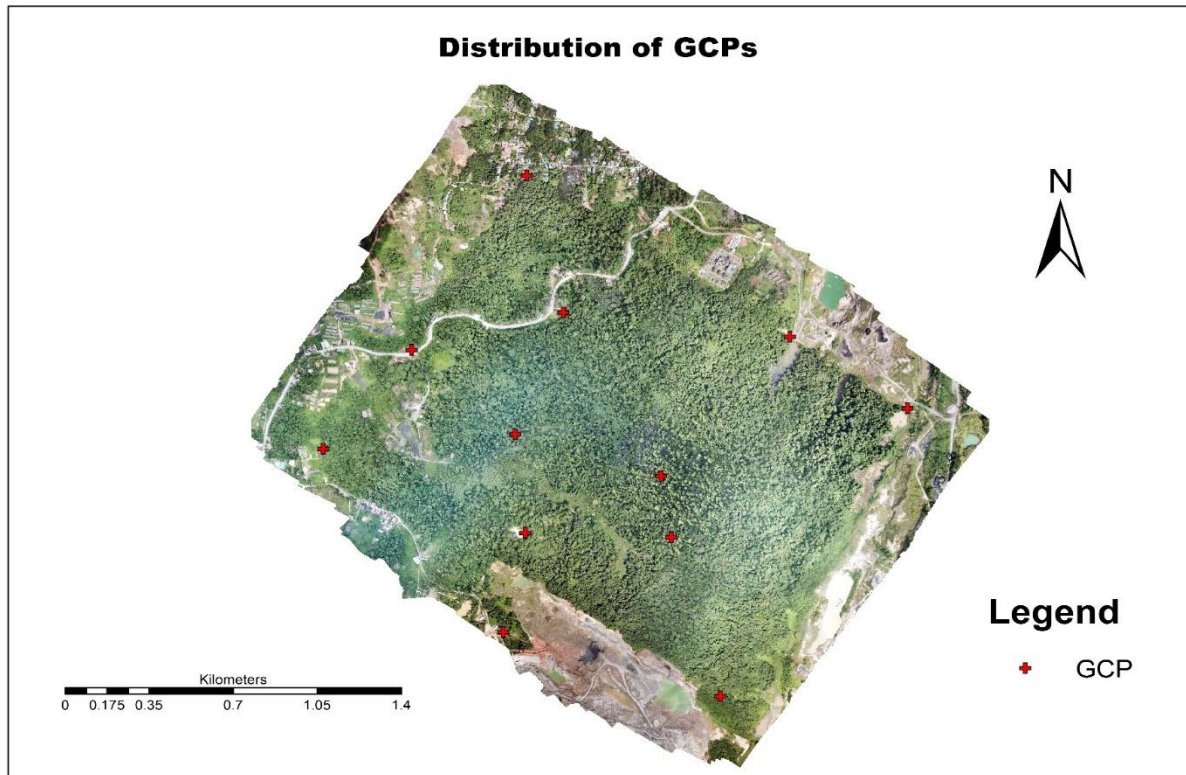 Distribution of GCPs
N
Legend
GCP
Kilometers
0 0.175 0.35 0.7 1.05 1.4